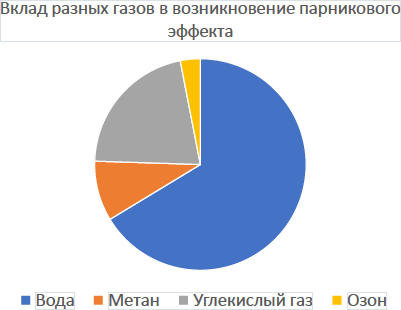 Вклад разных газов в возникновение парникового
эффекта
Вода Метан Углекислый газ Озон